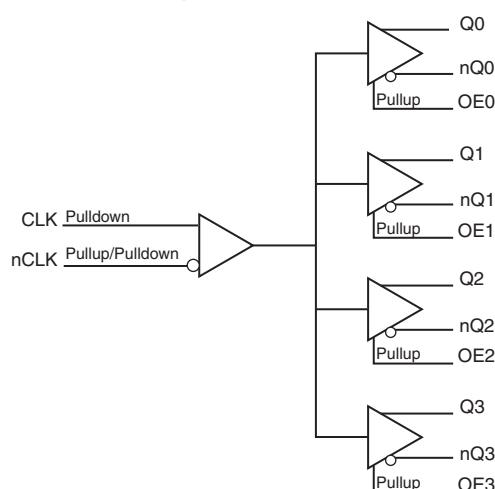 Q0
nQ0
Pullup OE0
Q1
nQ1
Pullup OE1
CLK Pulldown
nCLK Pullup/Pulldown
Q2
nQ2
Pullup OE2
Q3
nQ3
Pullup OE3